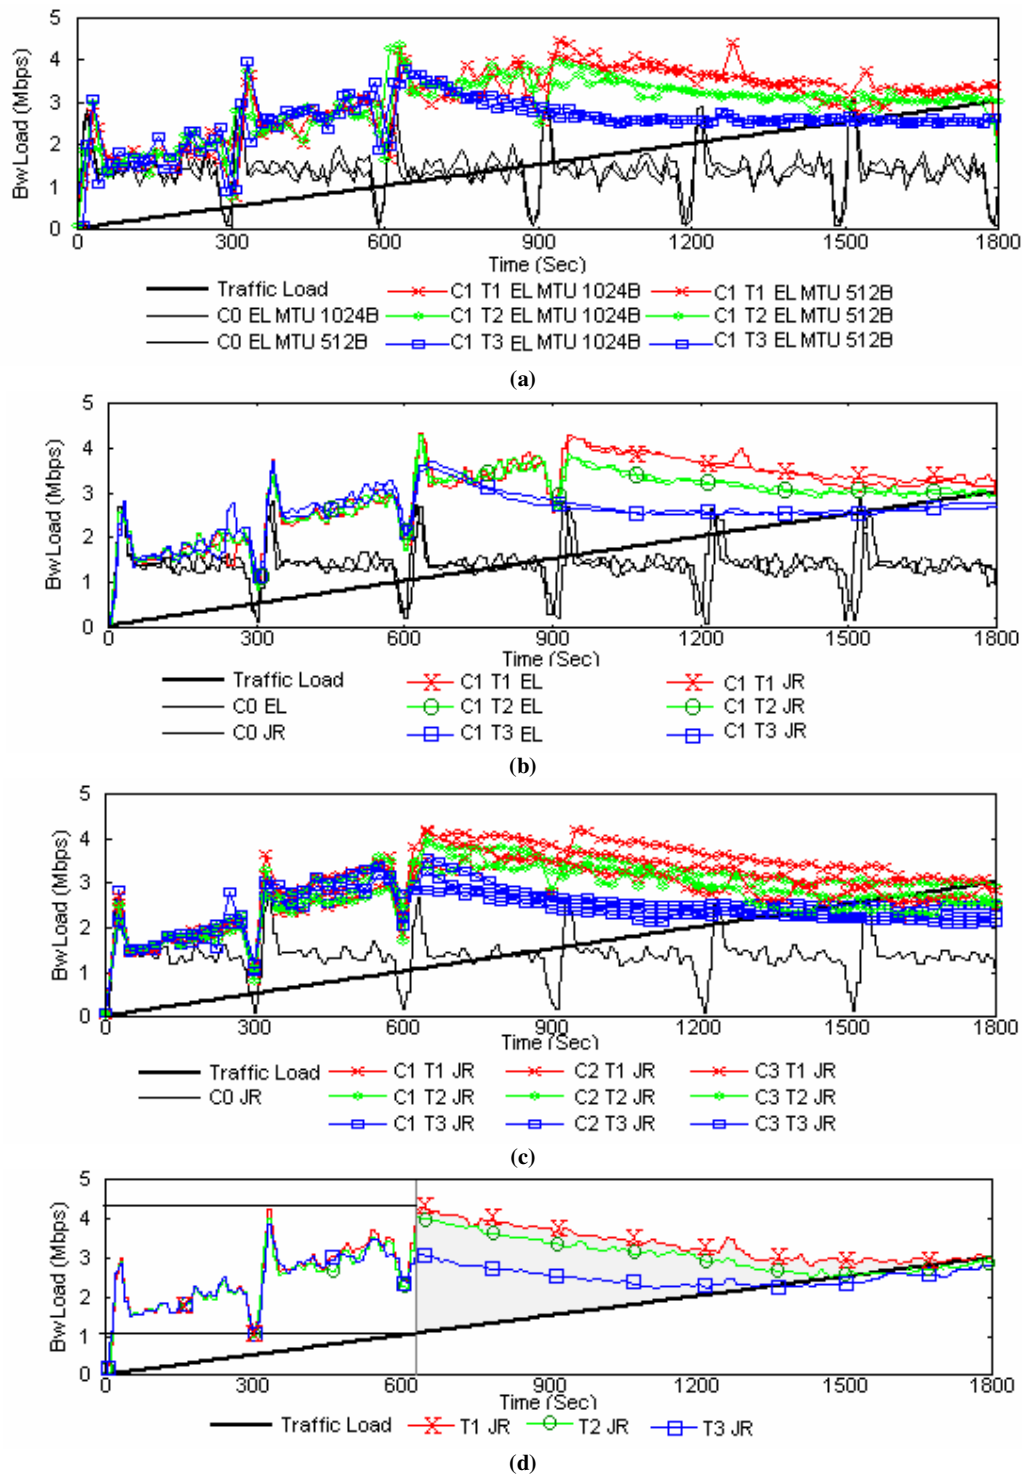 5
4
3
2
1
0
BwLoad (Mbps)
0 300 600 900 1200 1500 1800
Time (Sec)
Traffic Load C1 T1 EL MTU 1024B C1 T1 EL MTU 512B
C0 EL MTU 1024B C1 T2 EL MTU 1024B C1 T2 EL MTU 512B
C0 EL MTU 512B C1 T3 EL MTU 1024B C1 T3 EL MTU 512B
(a)
5
4
3
2
1
0
BwLoad (Mbps)
0 300 600 900 1200 1500 1800
Time (Sec)
Traffic Load C1 T1 EL C1 T1 JR
C0 EL C1 T2 EL C1 T2 JR
C0 JR C1 T3 EL C1 T3 JR
(b)
5
4
3
2
1
0
BwLoad (Mbps)
0 300 600 900 1200 1500 1800
Time (Sec)
Traffic Load C1 T1 JR C2 T1 JR C3 T1 JR
C0 JR C1 T2 JR C2 T2 JR C3 T2 JR
C1 T3 JR C2 T3 JR C3 T3 JR
(c)
5
4
3
2
1
0
BwLoad (Mbps)
0 300 600 900 1200 1500 1800
Time (Sec)
Traffic Load T1 JR T2 JR T3 JR
(d)